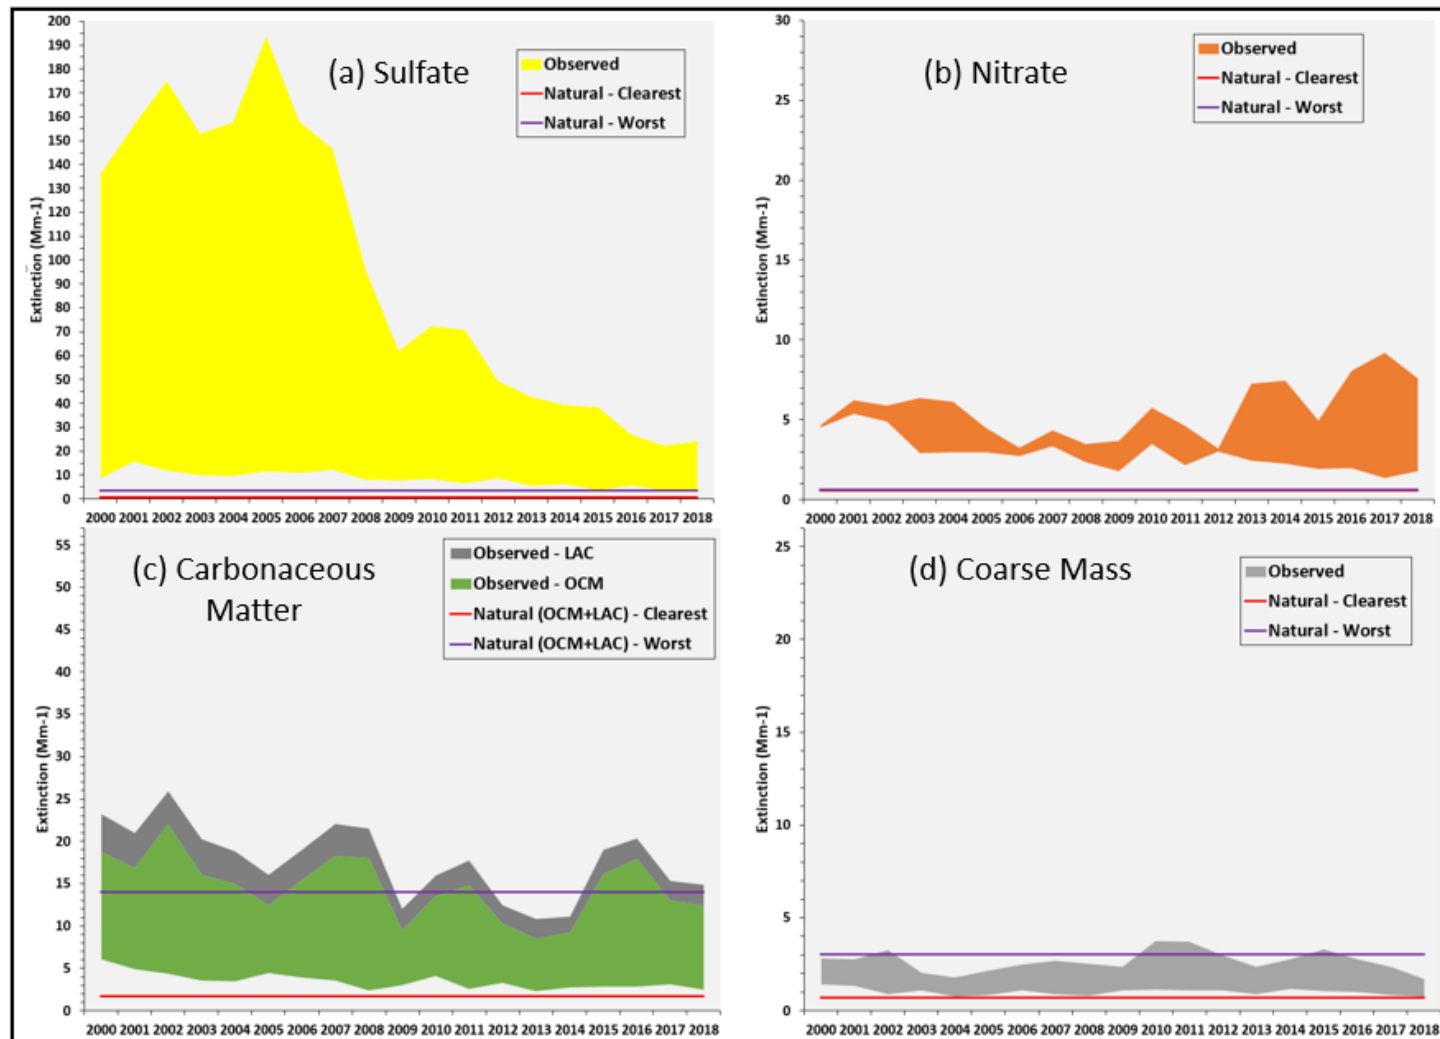 (a) Sulfate
Observed
Natural - Clearest
Natural - Worst
Extinction (Mm-1)
200
190
180
170
160
150
140
130
120
110
100
90
80
70
60
50
40
30
20
10
0
2000 2001 2002 2003 2004 2005 2006 2007 2008 2009 2010 2011 2012 2013 2014 2015 2016 2017 2018
(b) Nitrate
Observed
Natural - Clearest
Natural - Worst
Extinction (Mm-1)
30
25
20
15
10
5
0
2000 2001 2002 2003 2004 2005 2006 2007 2008 2009 2010 2011 2012 2013 2014 2015 2016 2017 2018
(c) Carbonaceous
Matter
Observed - LAC
Observed - OCM
Natural (OCM+LAC) - Clearest
Natural (OCM+LAC) - Worst
Extinction (Mm-1)
55
50
45
40
35
30
25
20
15
10
5
0
2000 2001 2002 2003 2004 2005 2006 2007 2008 2009 2010 2011 2012 2013 2014 2015 2016 2017 2018
(d) Coarse Mass
Observed
Natural - Clearest
Natural - Worst
Extinction (Mm-1)
25
20
15
10
5
0
2000 2001 2002 2003 2004 2005 2006 2007 2008 2009 2010 2011 2012 2013 2014 2015 2016 2017 2018